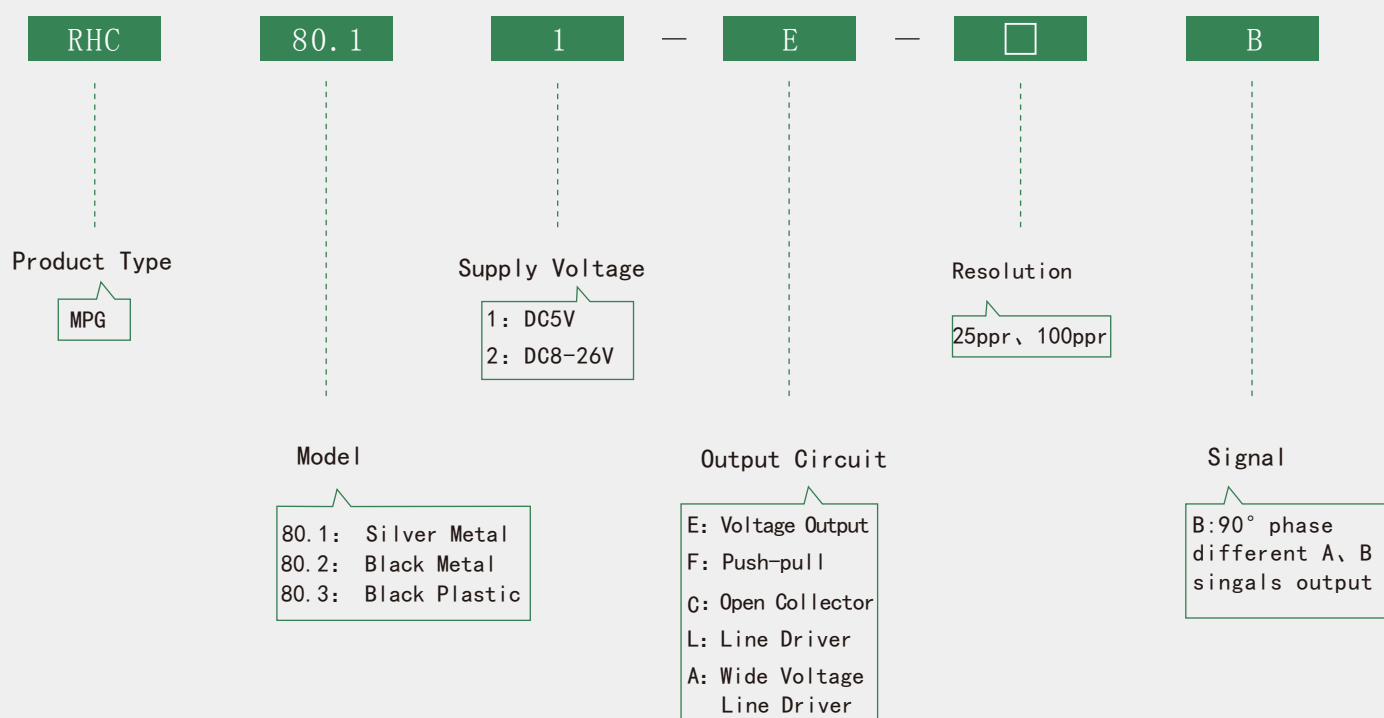 RHC 80.1 1 — E — □ B
Product Type
MPG
Supply Voltage
1: DC5V
2: DC8-26V
Resolution
25ppr、100ppr
Model
80.1: Silver Metal
80.2: Black Metal
80.3: Black Plastic
Output Circuit
E: Voltage Output
F: Push-pull
C: Open Collector
L: Line Driver
A: Wide Voltage
Line Driver
Signal
B:90° phase
different A、B
singals output